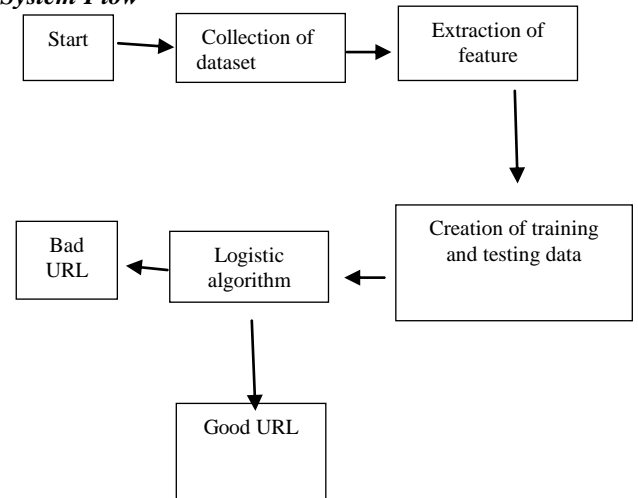 System Flow
Start
Collection of
dataset
Extraction of
feature
Creation of training
and testing data
Logistic
algorithm
Bad
URL
Good URL